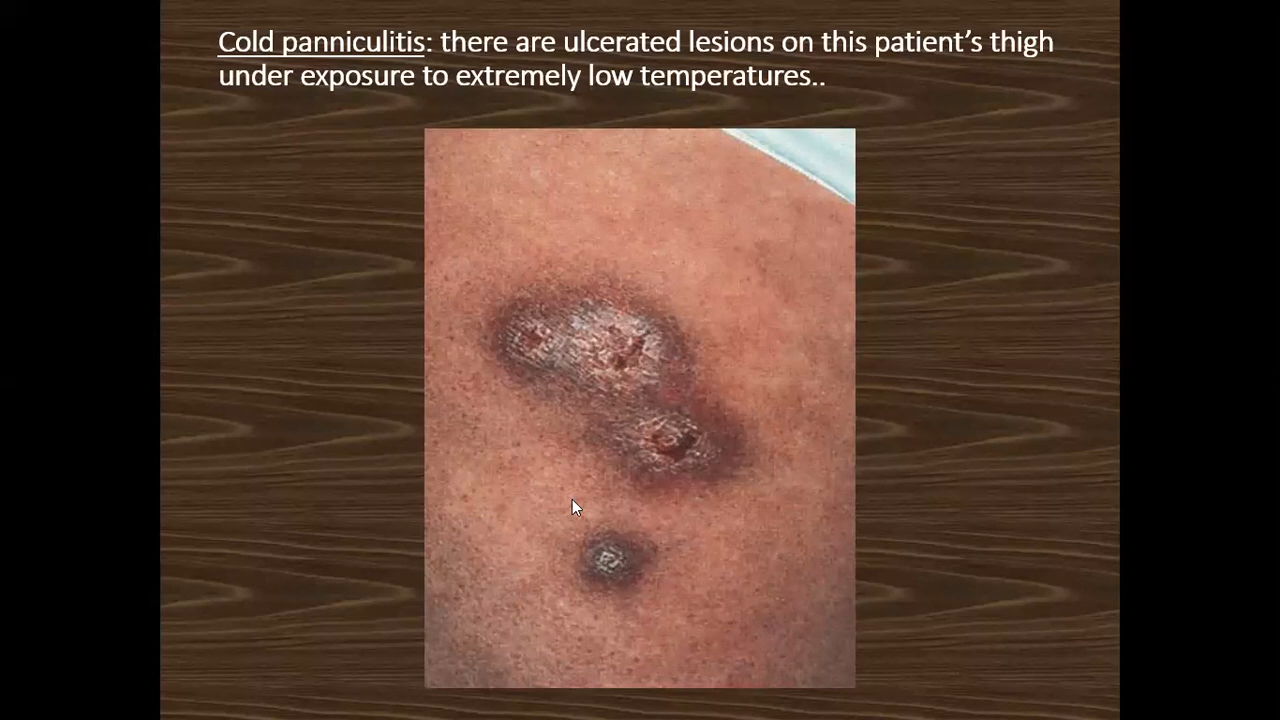 Cold panniculitis: there are ulcerated lesions on this patient’s thigh
under exposure to extremely low temperatures..